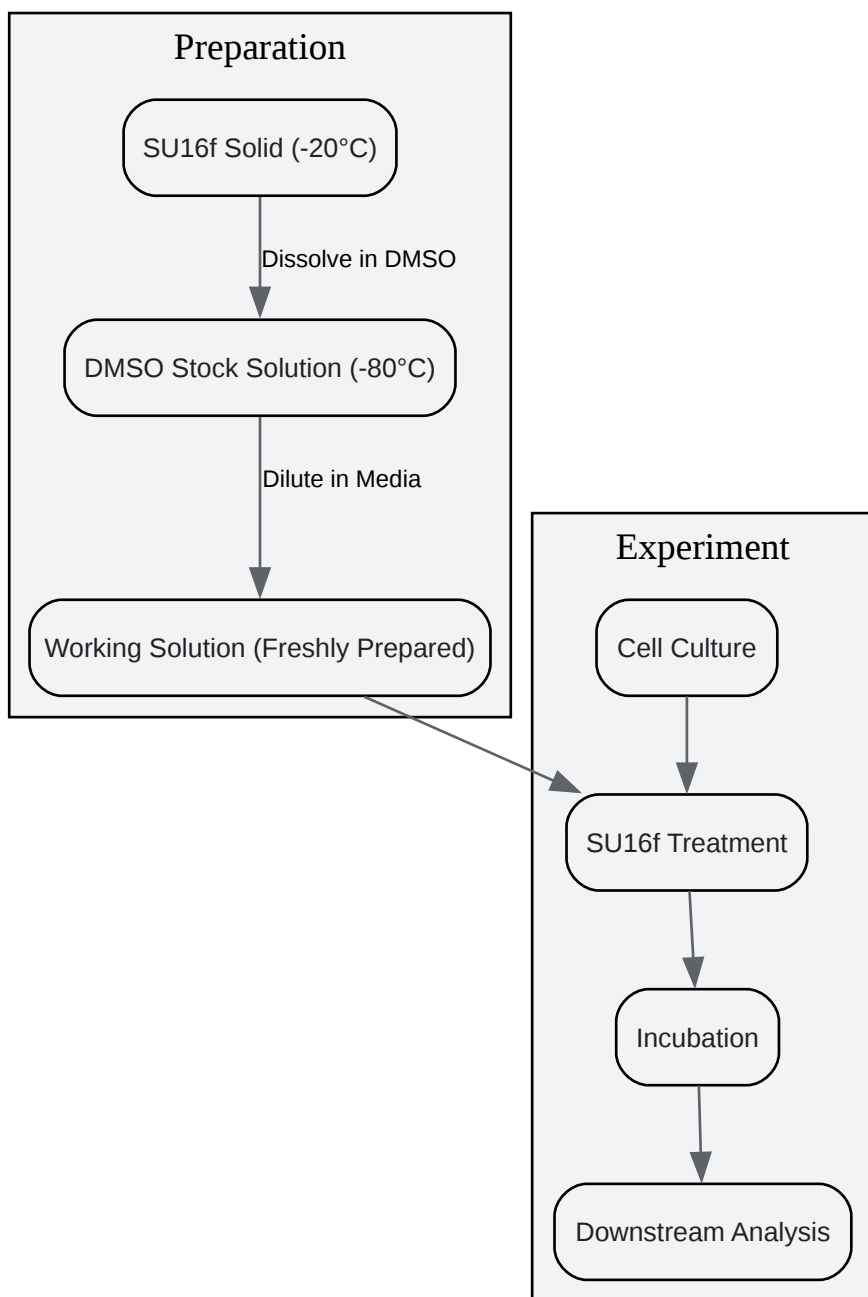 Preparation
SU16f Solid (-20°C)
Dissolve in DMSO
DMSO Stock Solution (-80°C)
Dilute in Media
Working Solution (Freshly Prepared)
Experiment
Cell Culture
SU16f Treatment
Incubation
Downstream Analysis